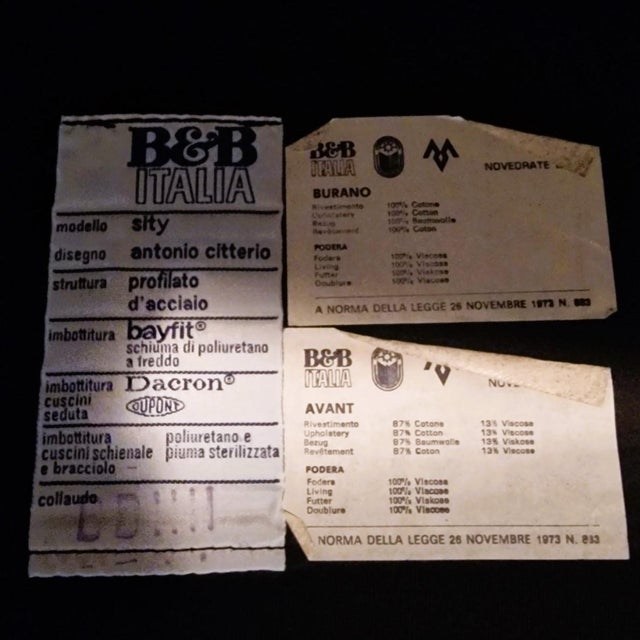 B&B
ITALIA
modello sity
disegno antonio citterio
struttura profilato
d'acciaio
imbottitura bayfit®
schiuma di poliuretano
a freddo
imbottitura Dacron®
cuscini DUPONT
seduta
imbottitura poliuretano e
cuscini schienale piuma sterilizzata
e bracciolo
collaudo
B&B
ITALIA
NOVEDRATE
BURANO
Rivestimento 100% Cotone
Upholstery 100% Cotton
Bezug 100% Baumwolle
Revêtement 100% Coton
FODERA
Fodera 100% Viscosa
Living 100% Viscose
Futter 100% Viskose
Doublure 100% Viscose
A NORMA DELLA LEGGE 26 NOVEMBRE 1973 N. 883
B&B
ITALIA
NOVE
AVANT
Rivestimento 87% Cotone 13% Viscosa
Upholstery 87% Cotton 13% Viscose
Bezug 87% Baumwolle 13% Viskose
Revêtement 87% Coton 13% Viscose
FODERA
Fodera 100% Viscosa
Living 100% Viscose
Futter 100% Viskose
Doublure 100% Viscose
NORMA DELLA LEGGE 26 NOVEMBRE 1973 N. 883